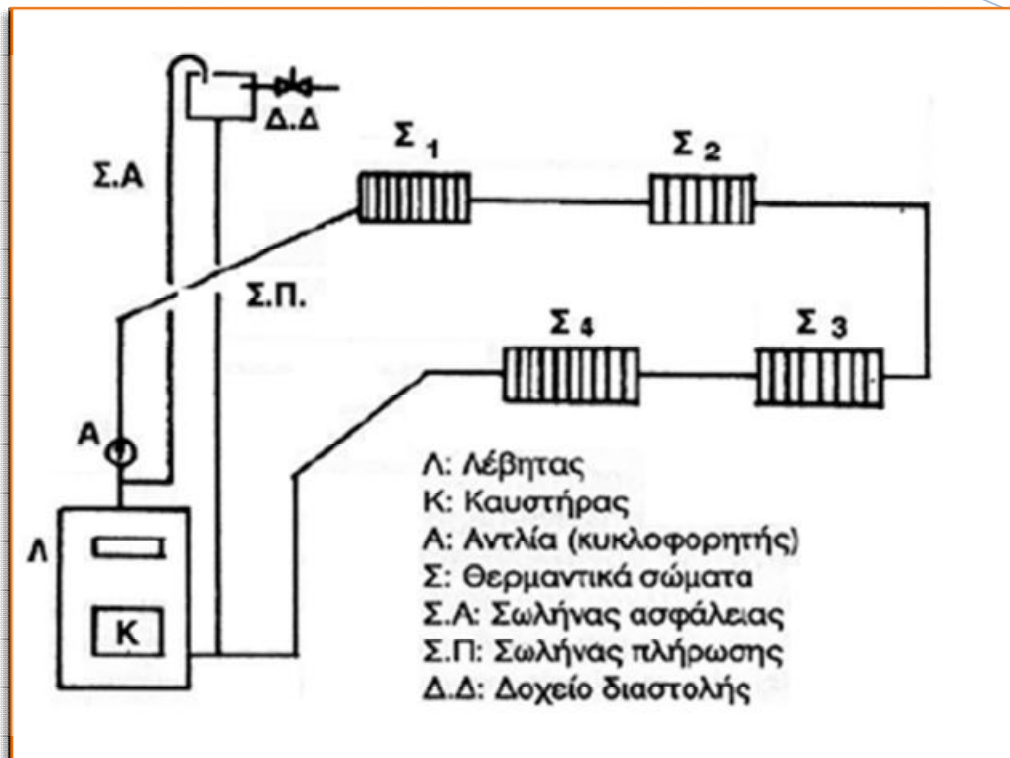 Δ.Δ
Σ 1
Σ 2
Σ.Α
Σ.Π.
Σ 4
Σ 3
Α
Λ
Κ
Λ: Λέβητας
Κ: Καυστήρας
Α: Αντλία (κυκλοφορητής)
Σ: Θερμαντικά σώματα
Σ.Α: Σωλήνας ασφάλειας
Σ.Π: Σωλήνας πλήρωσης
Δ.Δ: Δοχείο διαστολής